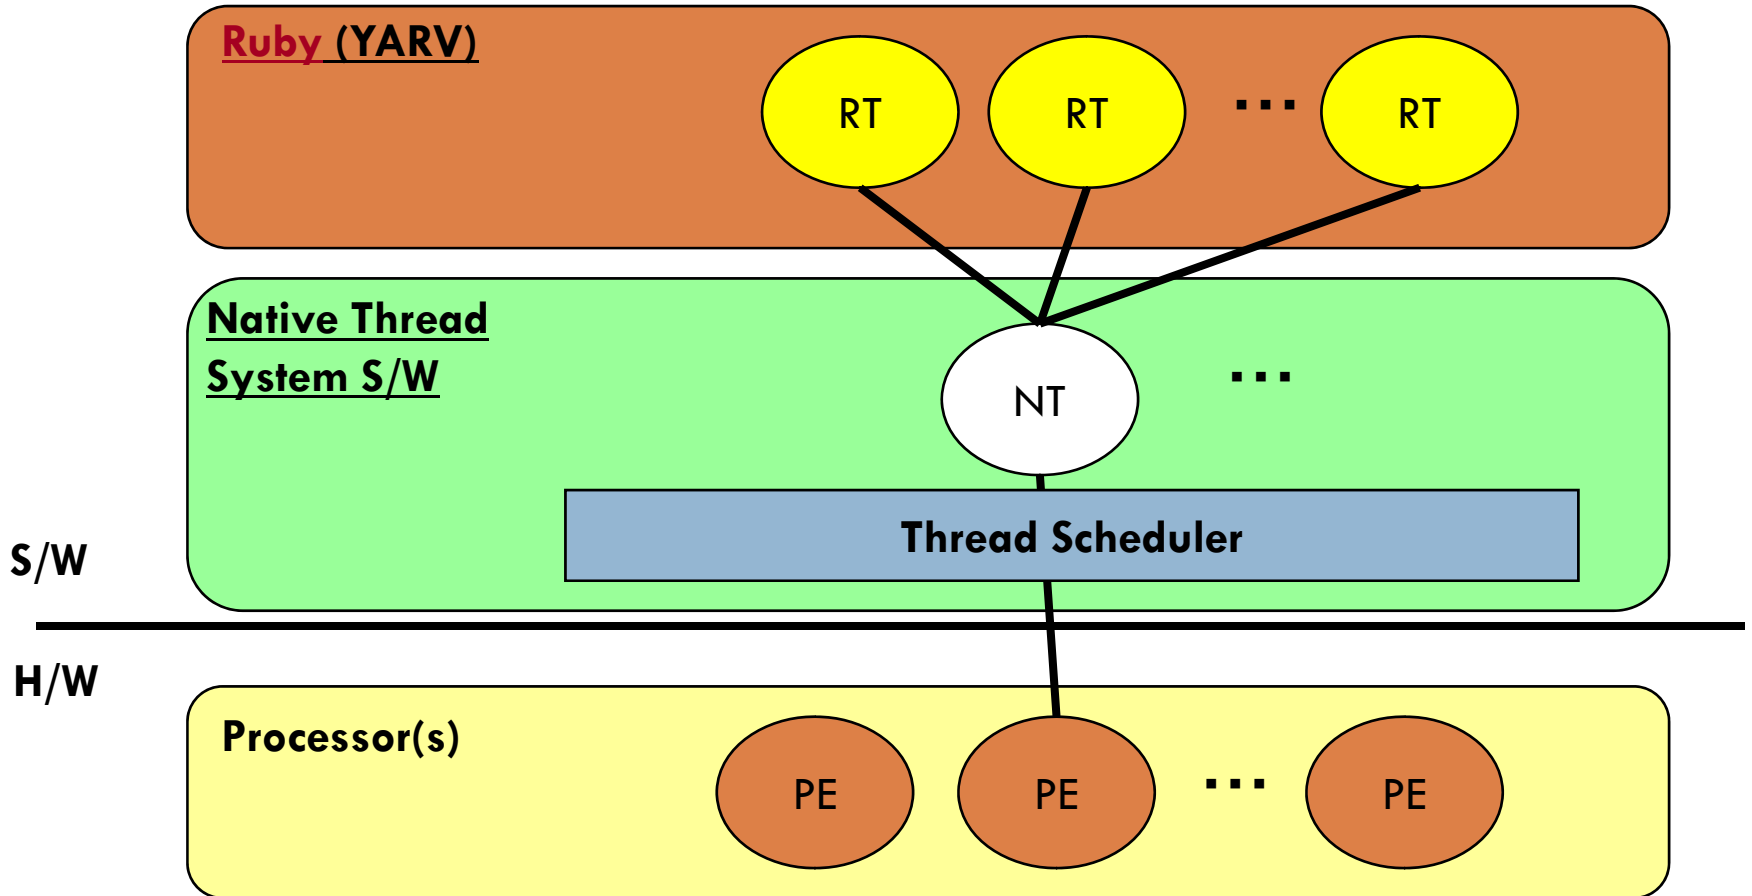 Ruby (YARV)
RT RT … RT
Native Thread
System S/W
NT …
Thread Scheduler
S/W
H/W
Processor(s)
PE PE … PE